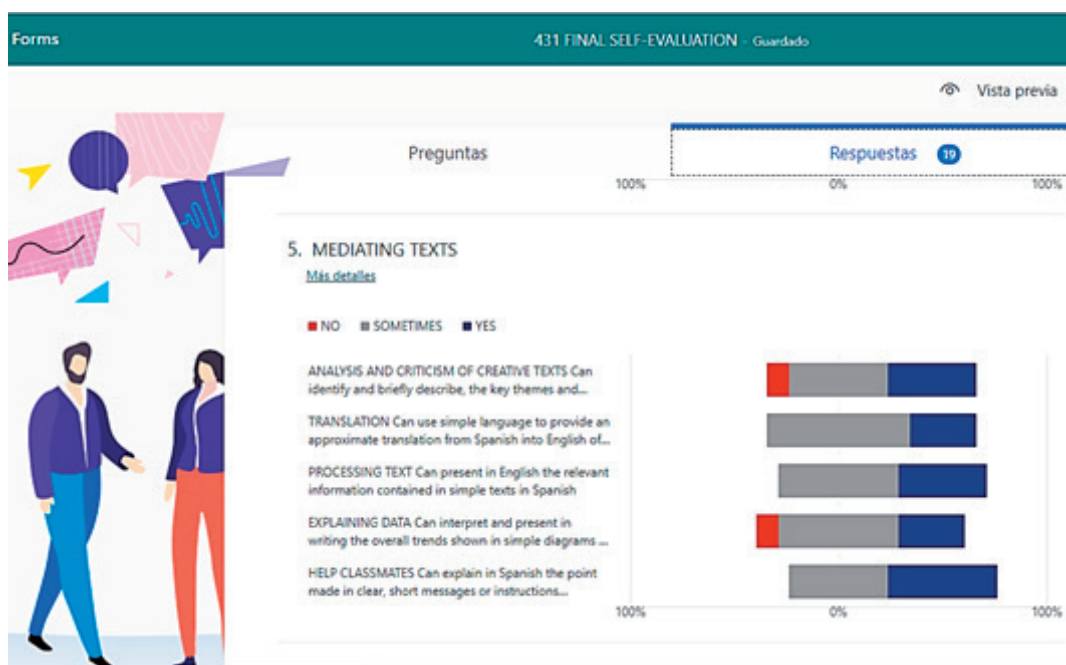 Forms
431 FINAL SELF-EVALUATION - Guardado
Vista previa
Preguntas
Respuestas 19
100% 0% 100%
5. MEDIATING TEXTS
Más detalles
NO SOMETIMES YES
ANALYSIS AND CRITICISM OF CREATIVE TEXTS Can
identify and briefly describe, the key themes and...
TRANSLATION Can use simple language to provide an
approximate translation from Spanish into English of...
PROCESSING TEXT Can present in English the relevant
information contained in simple texts in Spanish
EXPLAINING DATA Can interpret and present in
writing the overall trends shown in simple diagrams ...
HELP CLASSMATES Can explain in Spanish the point
made in clear, short messages or instructions...
100% 0% 100%